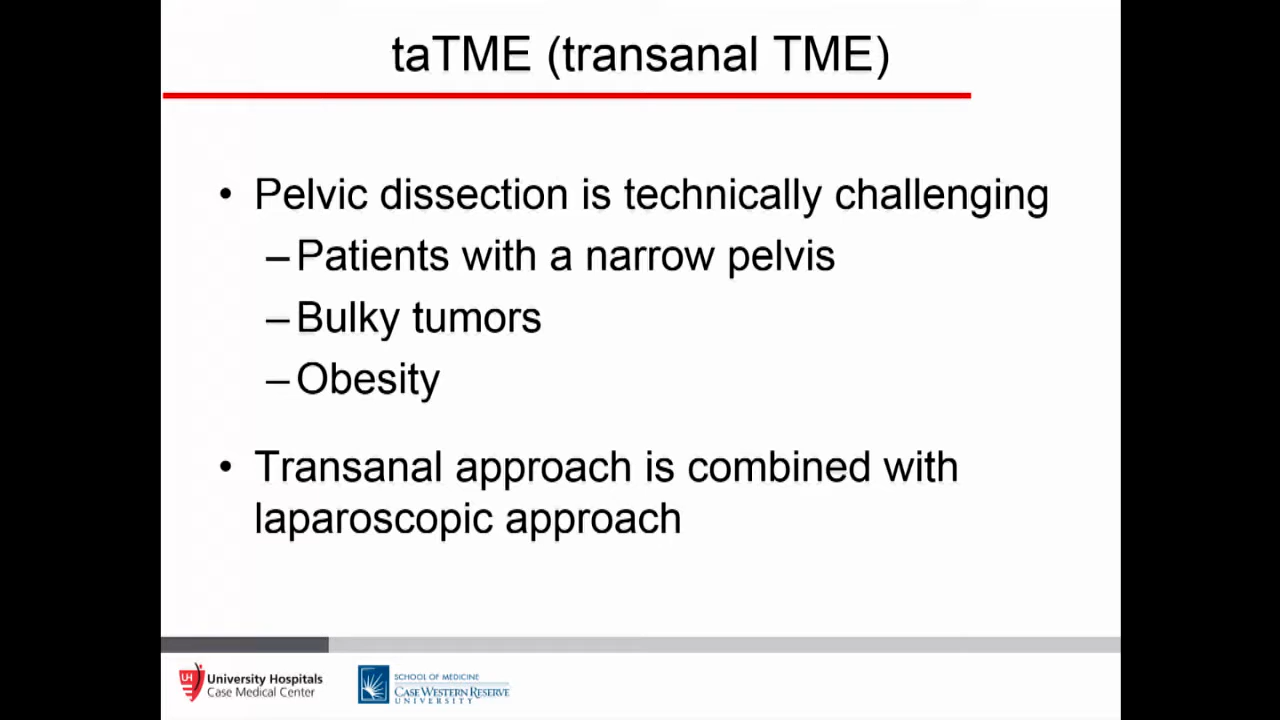 taTME (transanal TME)
• Pelvic dissection is technically challenging
– Patients with a narrow pelvis
– Bulky tumors
– Obesity
• Transanal approach is combined with
laparoscopic approach
UH
University Hospitals
Case Medical Center
SCHOOL OF MEDICINE
CASE WESTERN RESERVE
UNIVERSITY